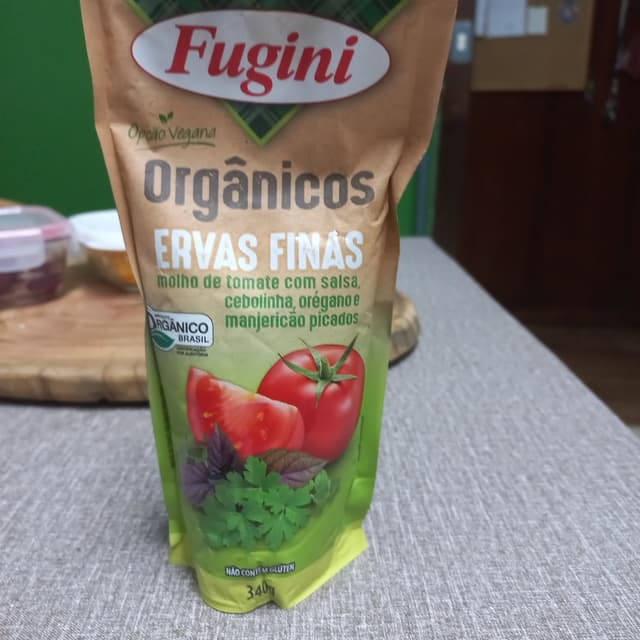 Fugini
Opção Vegana
Orgânicos
ERVAS FINAS
molho de tomate com salsa,
cebolinha, orégano e
manjericão picados
ORGÂNICO
BRASIL
NÃO CONTÉM GLÚTEN
340g